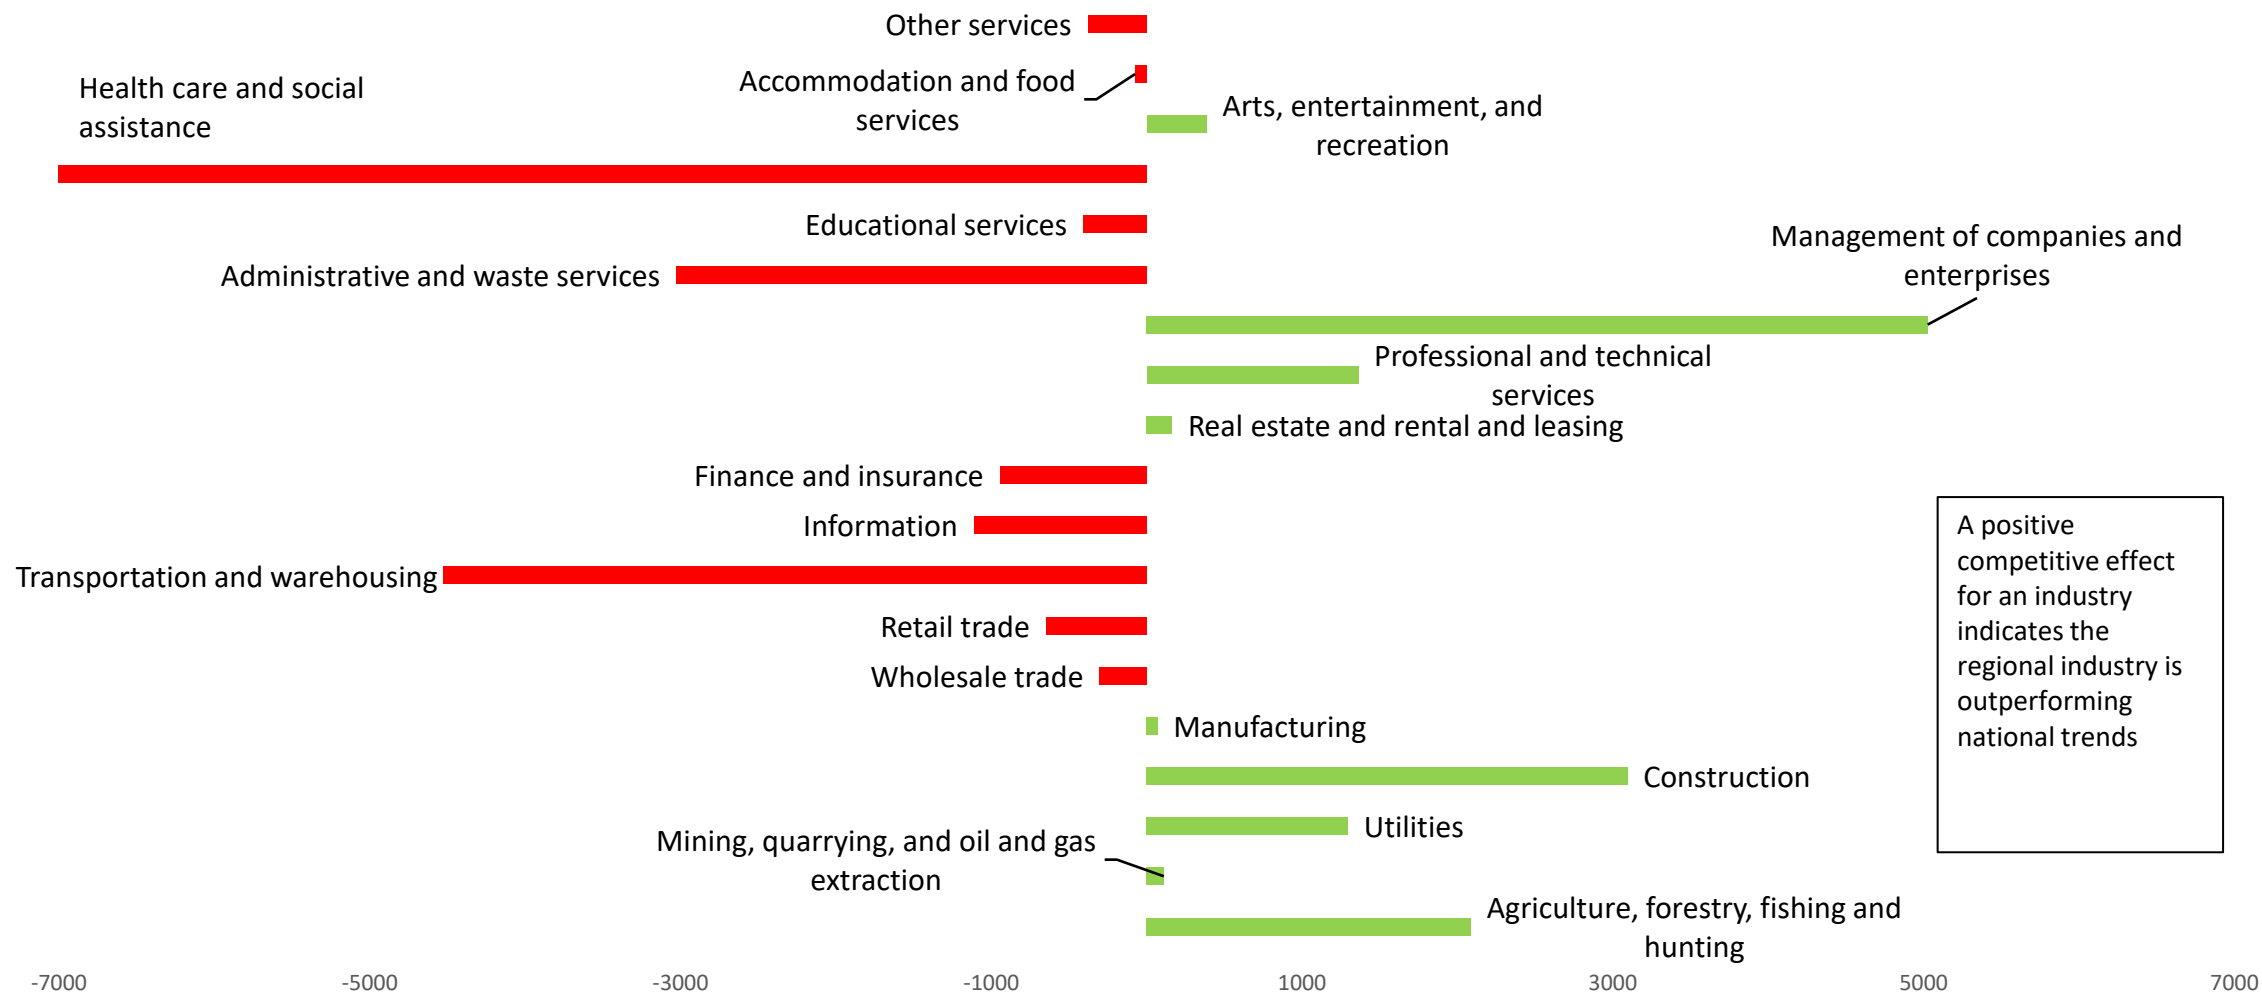 Other services
Accommodation and food
services
Health care and social
assistance
Arts, entertainment, and
recreation
Educational services
Management of companies and
enterprises
Administrative and waste services
Professional and technical
services
Real estate and rental and leasing
Finance and insurance
Information
Transportation and warehousing
Retail trade
Wholesale trade
Manufacturing
Construction
Utilities
Mining, quarrying, and oil and gas
extraction
Agriculture, forestry, fishing and
hunting
A positive
competitive effect
for an industry
indicates the
regional industry is
outperforming
national trends
-7000 -5000 -3000 -1000 1000 3000 5000 7000